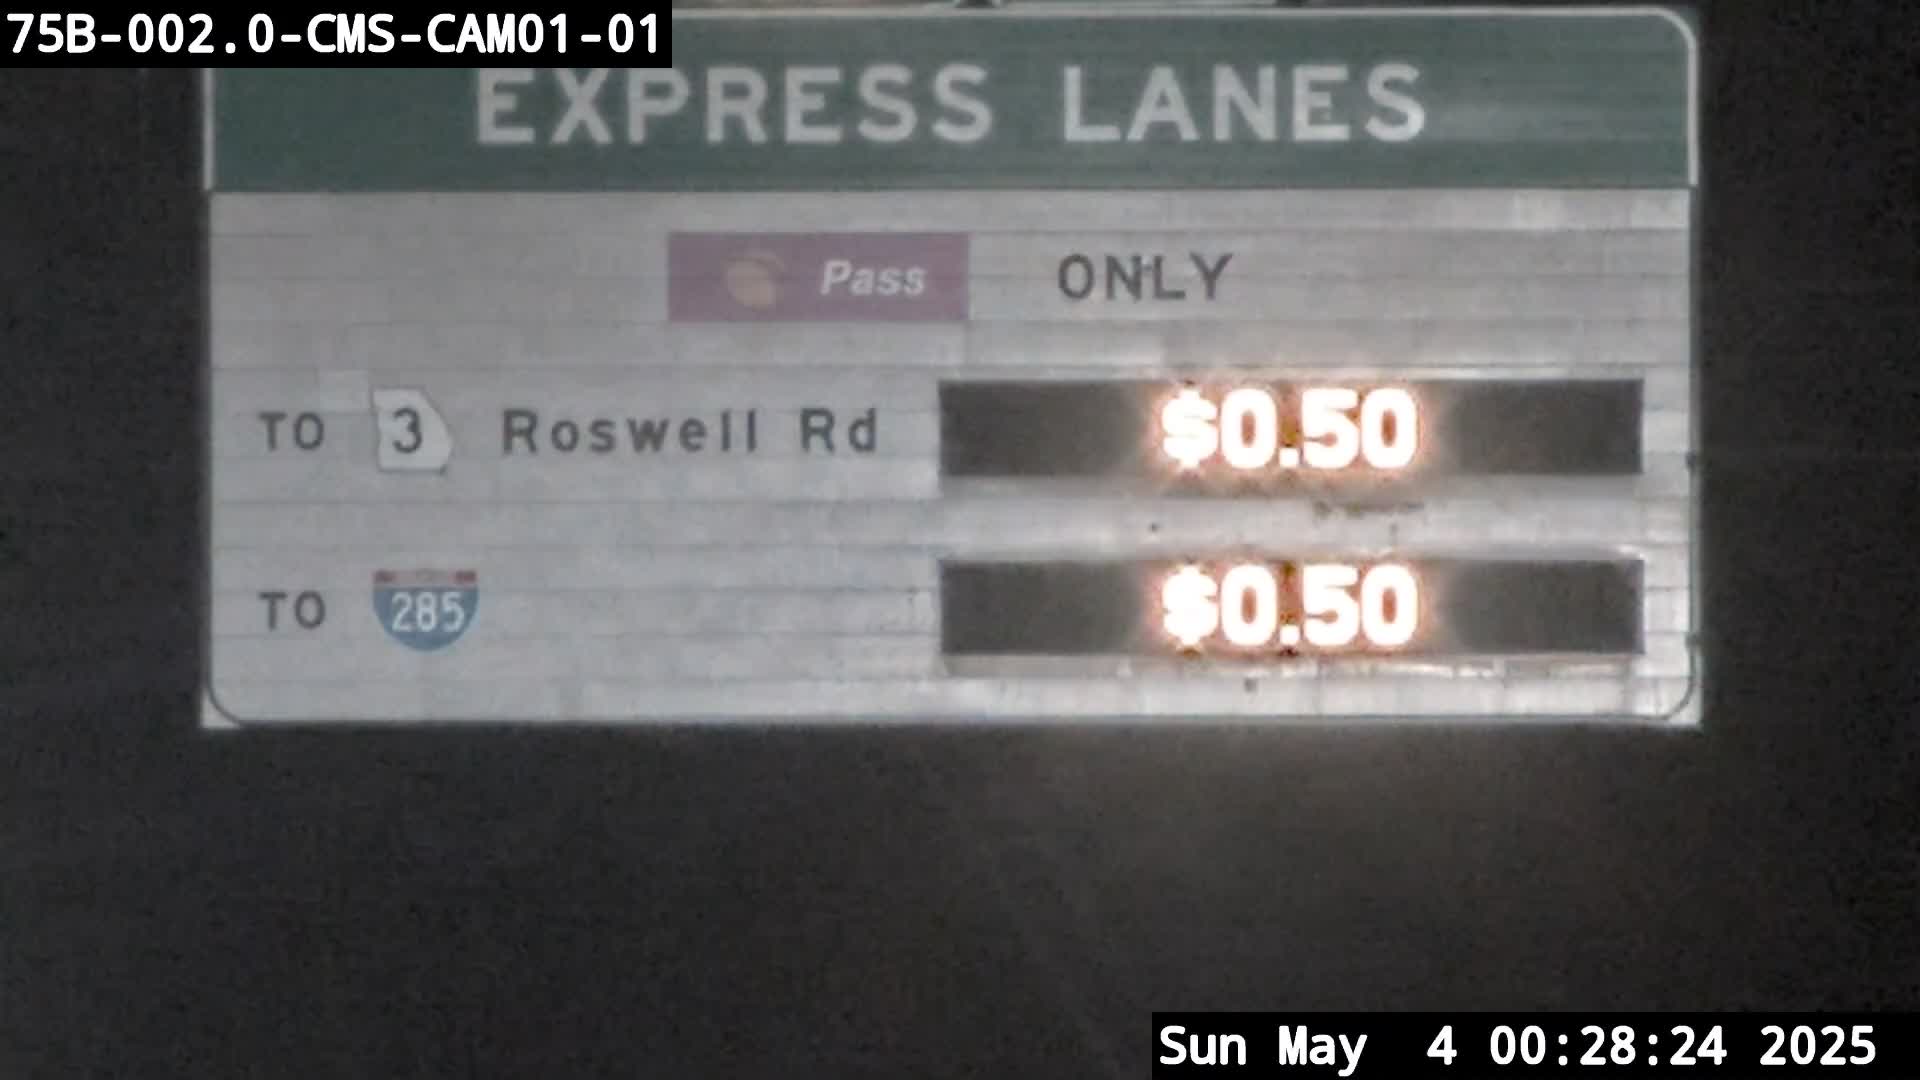 75B-002.0-CMS-CAM01-01
EXPRESS LANES
Pass ONLY
TO 3 Roswell Rd $0.50
TO 285 $0.50
Sun May 4 00:28:24 2025